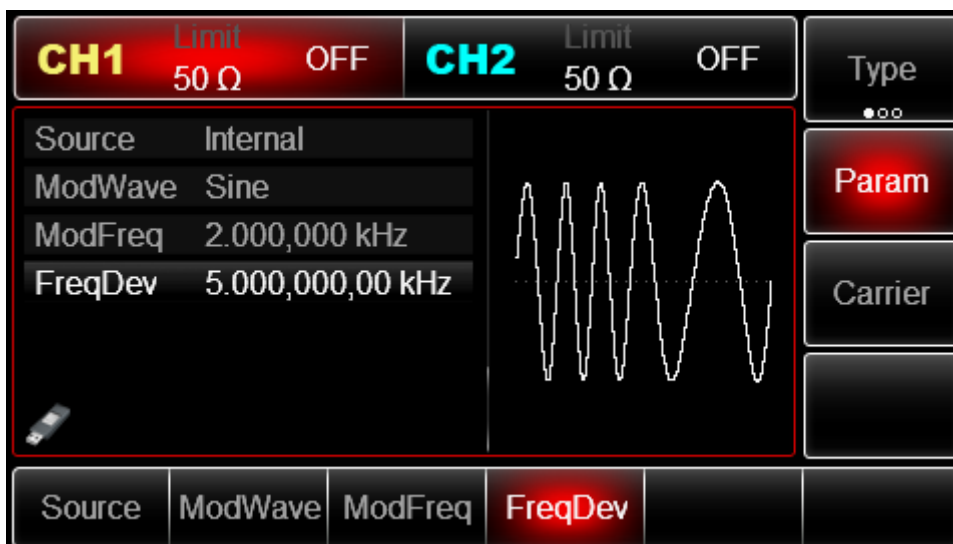 CH1 Limit 50 Ω OFF
CH2 Limit 50 Ω OFF
Type
Source Internal
ModWave Sine
ModFreq 2.000,000 kHz
FreqDev 5.000,000,00 kHz
Param
Carrier
Source ModWave ModFreq FreqDev